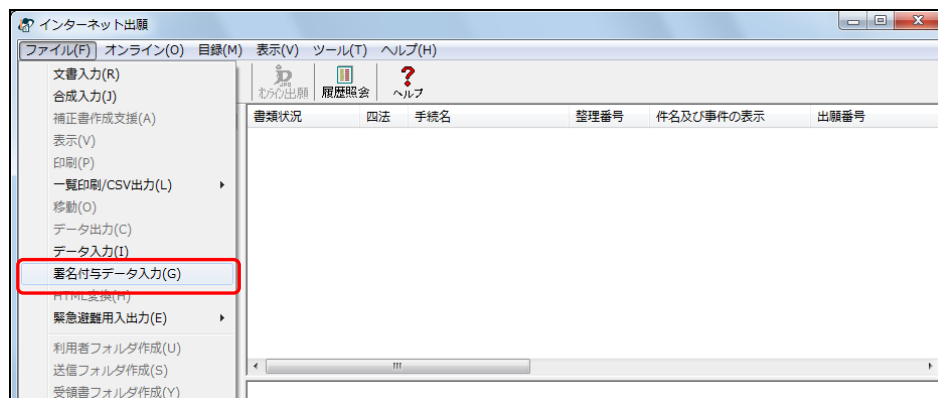 インターネット出願
ファイル(F) オンライン(O) 目録(M) 表示(V) ツール(T) ヘルプ(H)
文書入力(R)
合成入力(J)
補正書作成支援(A)
表示(V)
印刷(P)
一覧印刷/CSV出力(L)
移動(O)
データ出力(C)
データ入力(I)
署名付与データ入力(G)
HTML変換(H)
緊急避難用入出力(E)
利用者フォルダ作成(U)
送信フォルダ作成(S)
受領書フォルダ作成(Y)
履歴照会 ヘルプ
書類状況 四法 手続名 整理番号 件名及び事件の表示 出願番号